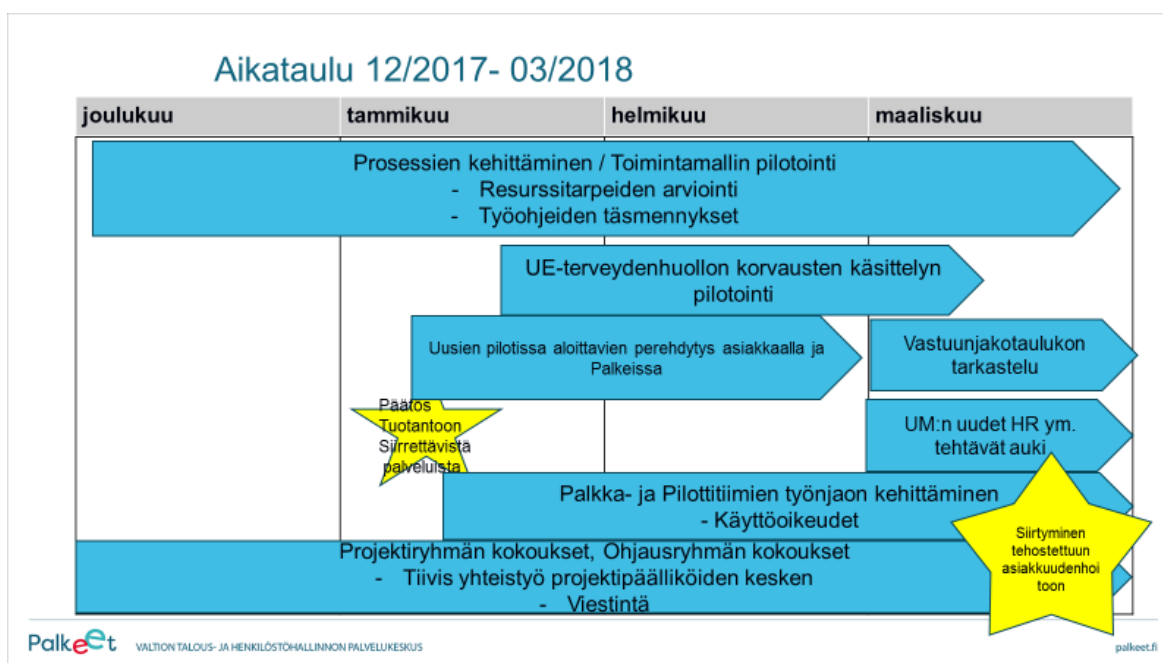 Aikataulu 12/2017- 03/2018
joulukuu
tammikuu
helmikuu
maaliskuu
Prosessien kehittäminen / Toimintamallin pilotointi
- Resurssitarpeiden arviointi
- Työohjeiden täsmennykset
UE-terveydenhuollon korvausten käsittelyn
pilotointi
Uusien pilotissa aloittavien perehdytys asiakkaalla ja
Palkeissa
Vastuunjakotaulukon
tarkastelu
Päätös
Tuotantoon
Siirrettävistä
palveluista
UM:n uudet HR ym.
tehtävät auki
Palkka- ja Pilottitiimien työnjaon kehittäminen
- Käyttöoikeudet
Siirtyminen
tehostettuun
asiakkuudenhoi
toon
Projektiryhmän kokoukset, Ohjausryhmän kokoukset
- Tiivis yhteistyö projektipäälliköiden kesken
- Viestintä
Palkeet
VALTION TALOUS- JA HENKILÖSTÖHALLINNON PALVELUKESKUS
palkeet.fi